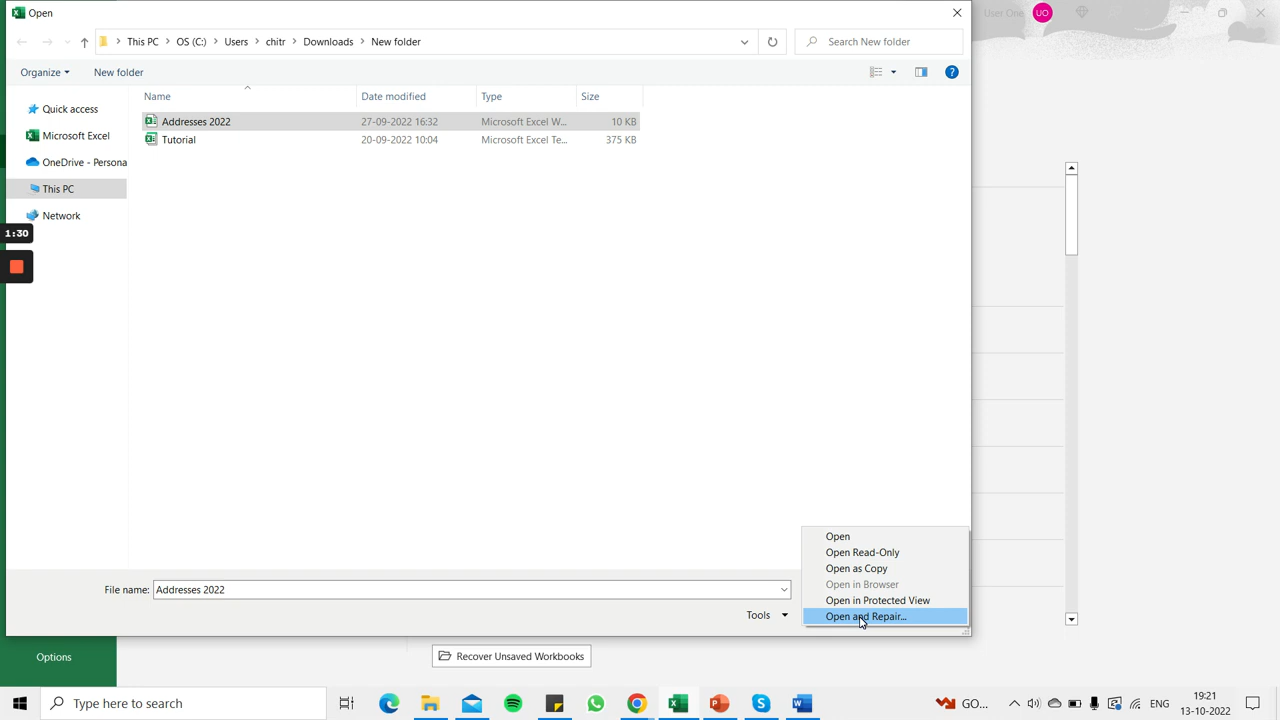 Open
User One UO
This PC OS (C:) Users chitr Downloads New folder
Search New folder
Organize New folder
Name Date modified Type Size
Quick access
Microsoft Excel
OneDrive - Persona
This PC
Network
Addresses 2022 27-09-2022 16:32 Microsoft Excel W... 10 KB
Tutorial 20-09-2022 10:04 Microsoft Excel Te... 375 KB
1:30
Open
Open Read-Only
Open as Copy
Open in Browser
Open in Protected View
Open and Repair...
File name: Addresses 2022
Tools
Options
Recover Unsaved Workbooks
Type here to search
GO...
ENG
19:21
13-10-2022